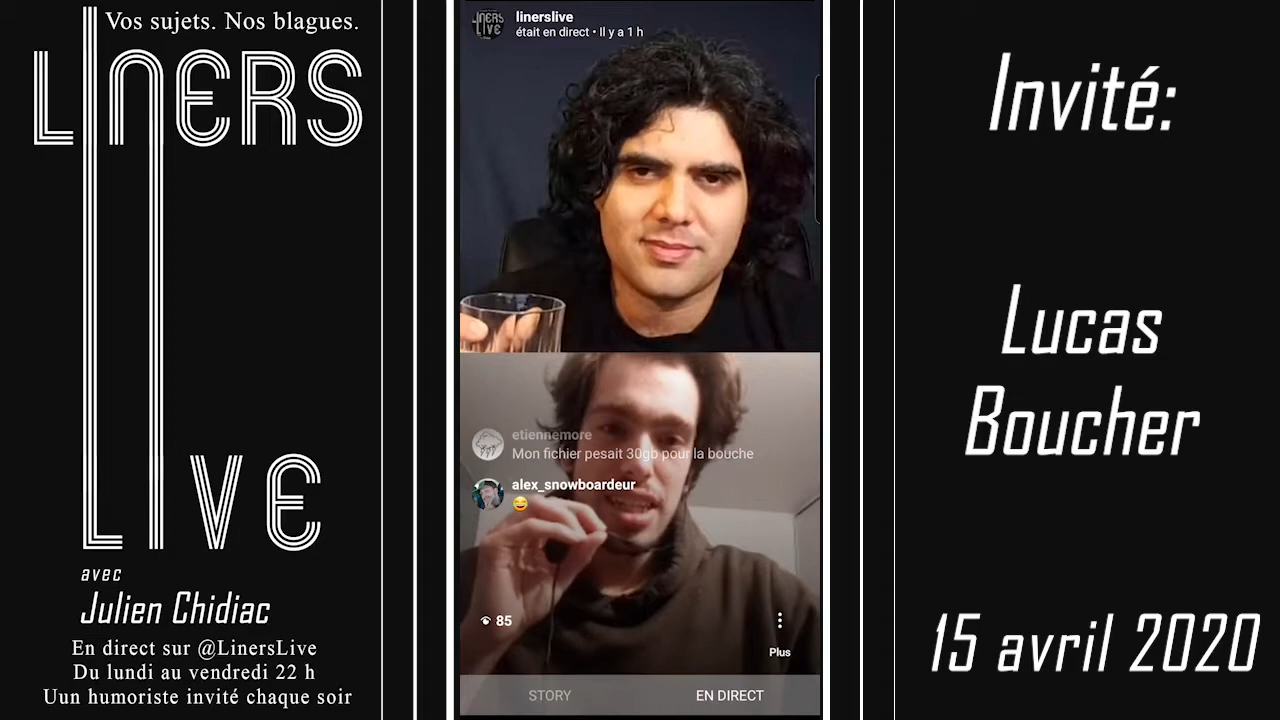 Vos sujets. Nos blagues.
LINERS
LIVE
avec
Julien Chidiac
En direct sur @LinersLive
Du lundi au vendredi 22 h
Uun humoriste invité chaque soir
LINERS
LIVE
linerslive
était en direct • Il y a 1 h
etiennemore
Mon fichier pesait 30gb pour la bouche
alex_snowboardeur
😅
85
Plus
STORY
EN DIRECT
Invité:
Lucas
Boucher
15 avril 2020